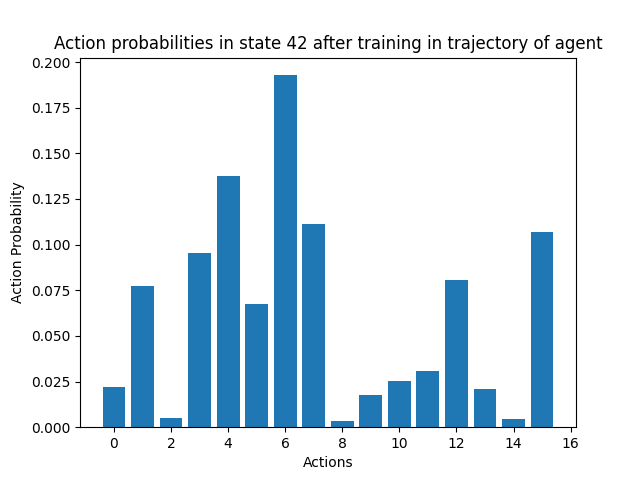 Action probabilities in state 42 after training in trajectory of agent
0.200
0.175
0.150
0.125
0.100
0.075
0.050
0.025
0.000
Action Probability
0 2 4 6 8 10 12 14 16
Actions